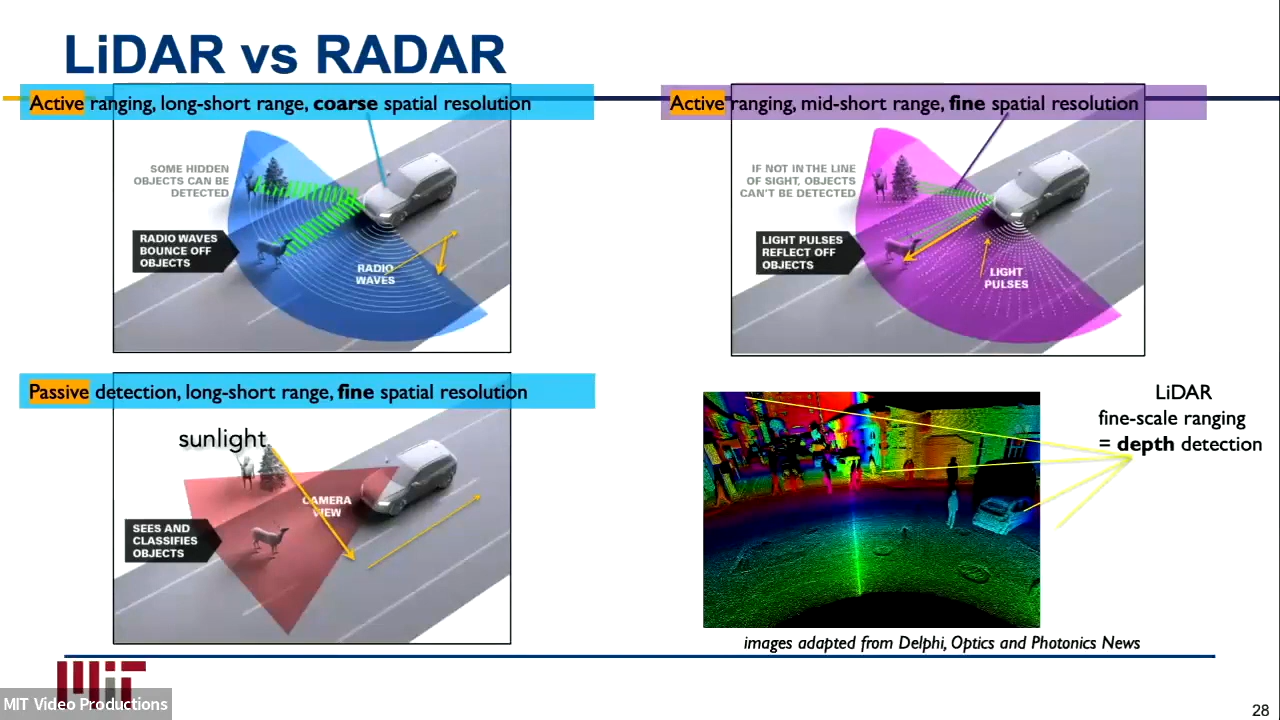 LiDAR vs RADAR
Active ranging, long-short range, coarse spatial resolution
SOME HIDDEN
OBJECTS CAN BE
DETECTED
RADIO WAVES
BOUNCE OFF
OBJECTS
RADIO
WAVES
Active ranging, mid-short range, fine spatial resolution
IF NOT IN THE LINE
OF SIGHT, OBJECTS
CAN'T BE DETECTED
LIGHT PULSES
REFLECT OFF
OBJECTS
LIGHT
PULSES
Passive detection, long-short range, fine spatial resolution
sunlight
CAMERA
VIEW
SEES AND
CLASSIFIES
OBJECTS
LiDAR
fine-scale ranging
= depth detection
images adapted from Delphi, Optics and Photonics News
MIT
MIT Video Productions
28